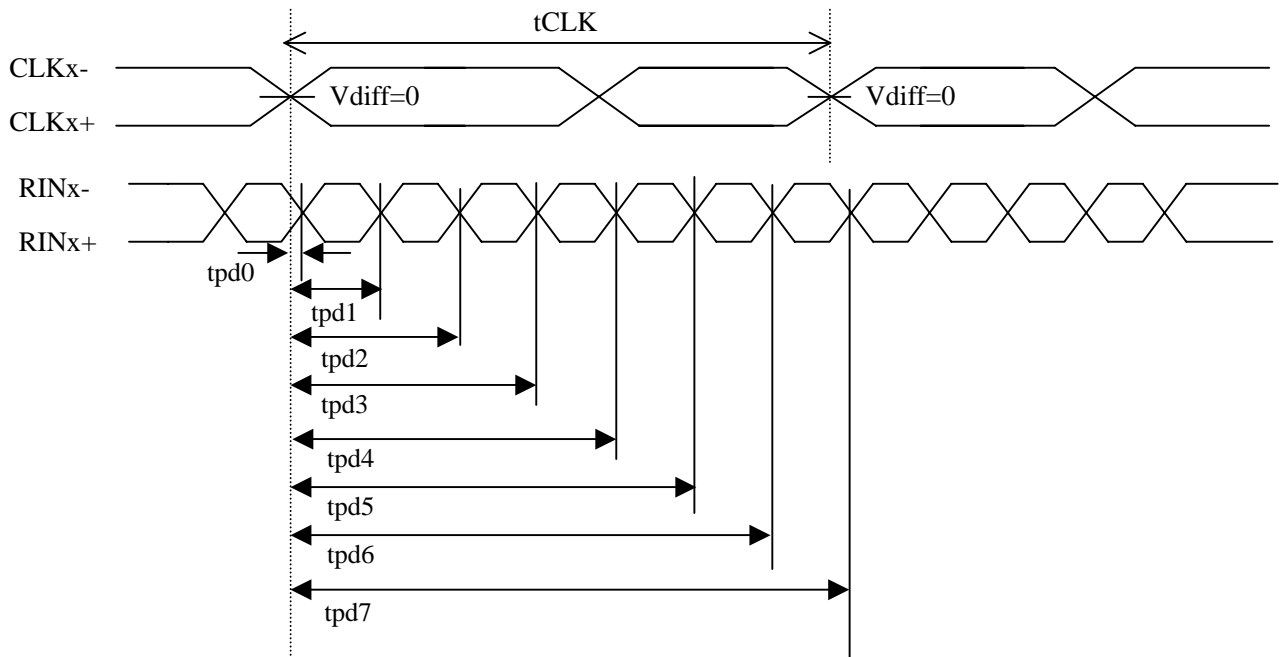 tCLK
CLKx-
Vdiff=0
Vdiff=0
CLKx+
RINx-
RINx+
tpd0
tpd1
tpd2
tpd3
tpd4
tpd5
tpd6
tpd7